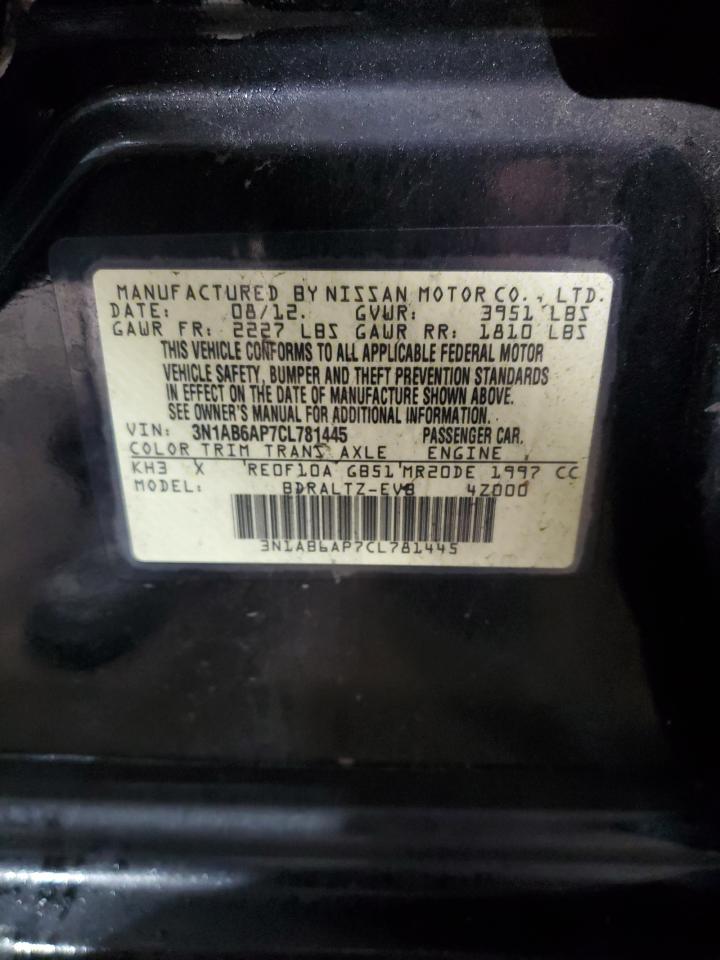 MANUFACTURED BY NISSAN MOTOR CO., LTD.
DATE: 08/12. GVWR: 3951 LBS
GAWR FR: 2227 LBS GAWR RR: 1810 LBS
THIS VEHICLE CONFORMS TO ALL APPLICABLE FEDERAL MOTOR
VEHICLE SAFETY, BUMPER AND THEFT PREVENTION STANDARDS
IN EFFECT ON THE DATE OF MANUFACTURE SHOWN ABOVE.
SEE OWNER'S MANUAL FOR ADDITIONAL INFORMATION.
VIN: 3N1AB6AP7CL781445 PASSENGER CAR.
COLOR TRIM TRANS AXLE ENGINE
KH3 X RE0F10A GB51 MR20DE 1997 CC
MODEL: BDRALTZ-EVB 4Z000
3N1AB6AP7CL781445